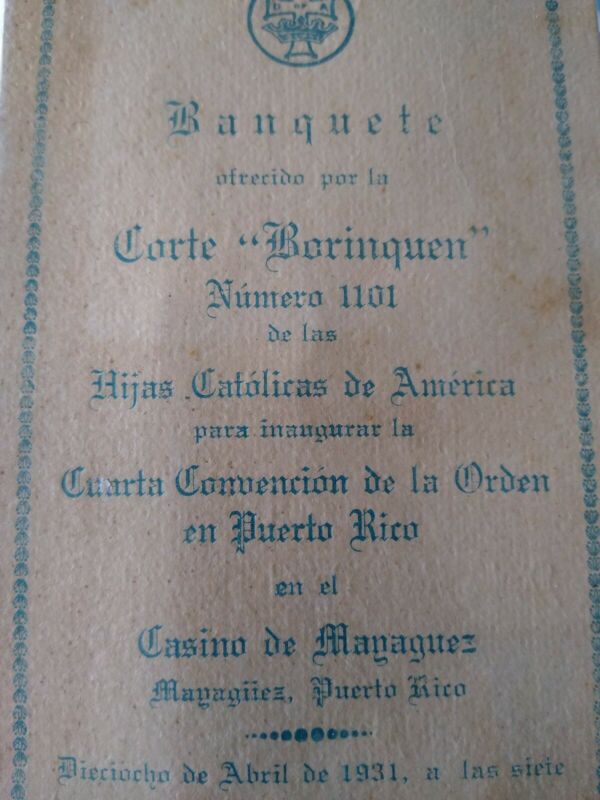 Banquete
ofrecido por la
Corte "Borinquen"
Número 1101
de las
Hijas Católicas de América
para inaugurar la
Cuarta Convención de la Orden
en Puerto Rico
en el
Casino de Mayaguez
Mayagüez, Puerto Rico
Dieciocho de Abril de 1931, a las siete